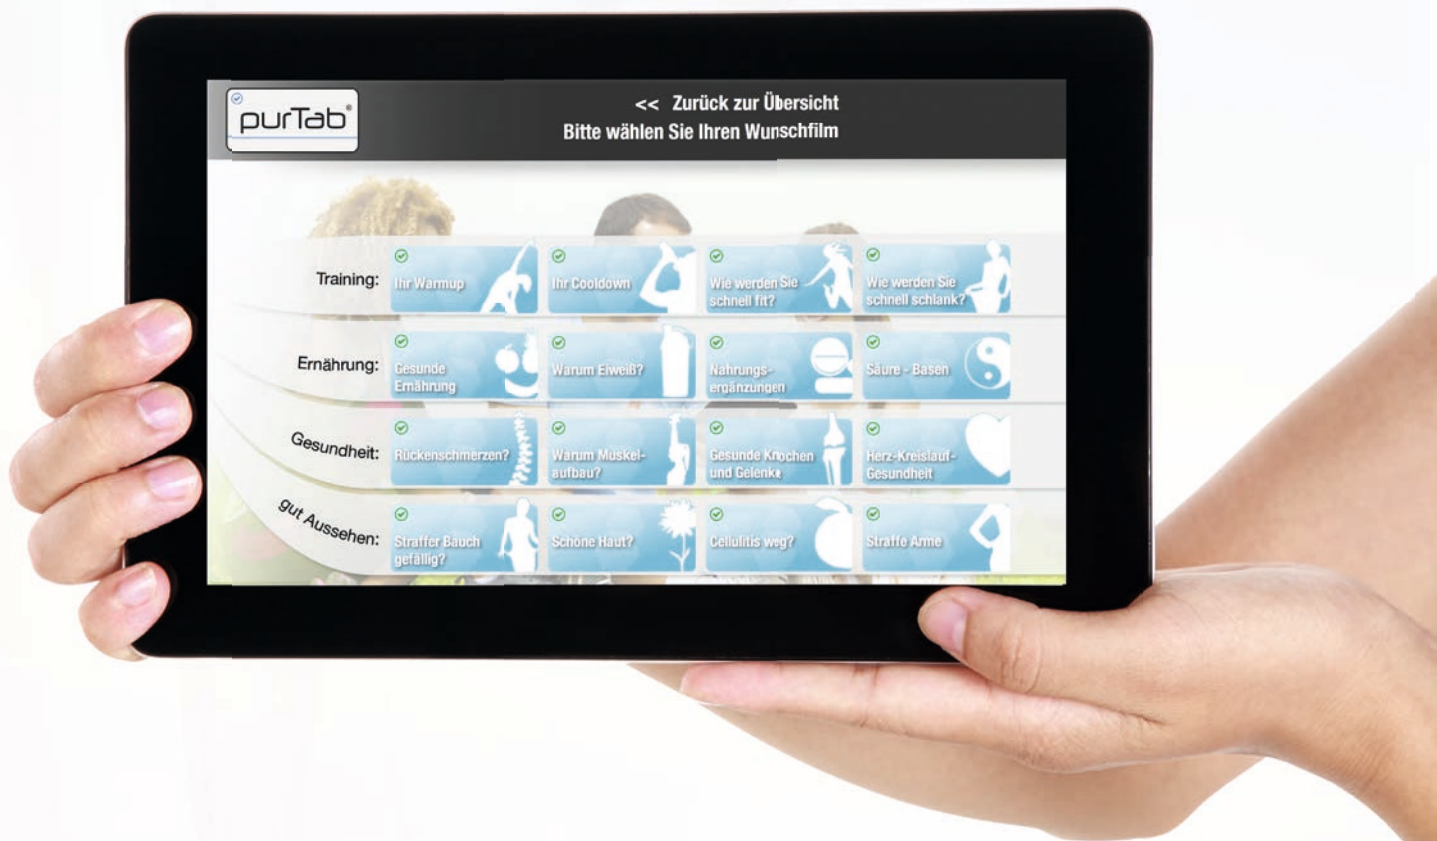 purTab®
<< Zurück zur Übersicht
Bitte wählen Sie Ihren Wunschfilm
Training:
Ihr Warmup
Ihr Cooldown
Wie werden Sie
schnell fit?
Wie werden Sie
schnell schlank?
Ernährung:
Gesunde
Ernährung
Warum Eiweiß?
Nahrungs-
ergänzungen
Säure - Basen
Gesundheit:
Rückenschmerzen?
Warum Muskel-
aufbau?
Gesunde Knochen
und Gelenke
Herz-Kreislauf-
Gesundheit
gut Aussehen:
Straffer Bauch
gefällig?
Schöne Haut?
Cellulitis weg?
Straffe Arme